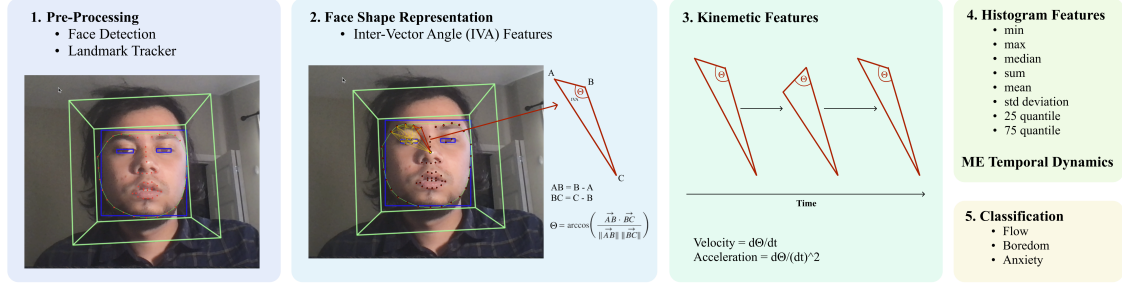 1. Pre-Processing
• Face Detection
• Landmark Tracker
2. Face Shape Representation
• Inter-Vector Angle (IVA) Features
A
B
Θ
IVA
C
AB = B - A
BC = C - B
Θ = arccos( AB · BC / ‖AB‖ ‖BC‖ )
3. Kinemetic Features
Θ
Θ
Θ
Time
Velocity = dΘ/dt
Acceleration = dΘ/(dt)^2
4. Histogram Features
• min
• max
• median
• sum
• mean
• std deviation
• 25 quantile
• 75 quantile
ME Temporal Dynamics
5. Classification
• Flow
• Boredom
• Anxiety